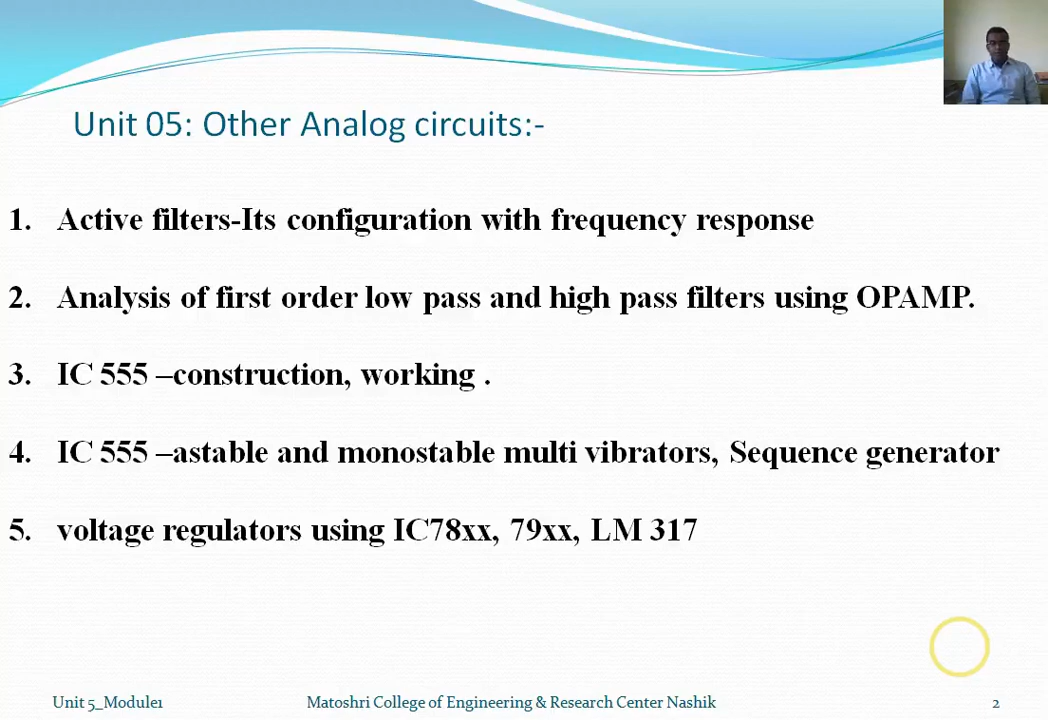 Unit 05: Other Analog circuits:-
1. Active filters-Its configuration with frequency response
2. Analysis of first order low pass and high pass filters using OPAMP.
3. IC 555 –construction, working .
4. IC 555 –astable and monostable multi vibrators, Sequence generator
5. voltage regulators using IC78xx, 79xx, LM 317
Unit 5_Module1 Matoshri College of Engineering & Research Center Nashik 2